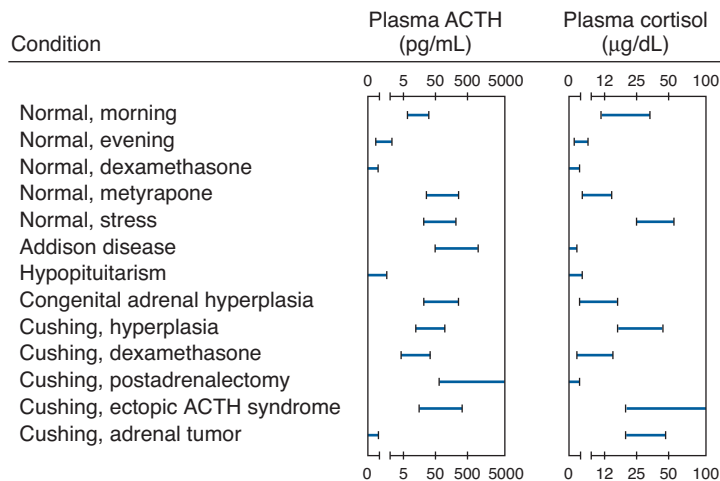 Condition
Plasma ACTH
(pg/mL)
Plasma cortisol
(μg/dL)
0 5 50 500 5000
0 12 25 50 100
Normal, morning
Normal, evening
Normal, dexamethasone
Normal, metyrapone
Normal, stress
Addison disease
Hypopituitarism
Congenital adrenal hyperplasia
Cushing, hyperplasia
Cushing, dexamethasone
Cushing, postadrenalectomy
Cushing, ectopic ACTH syndrome
Cushing, adrenal tumor
0 5 50 500 5000
0 12 25 50 100